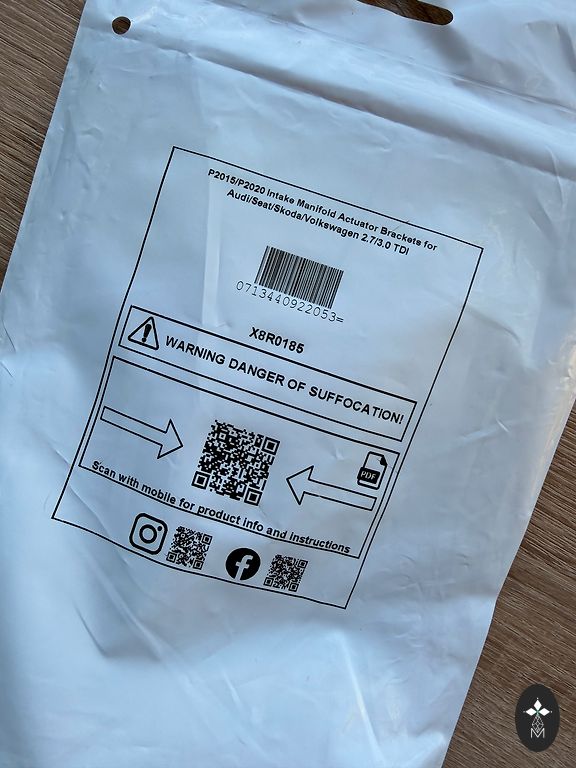 P2015/P2020 Intake Manifold Actuator Brackets for
Audi/Seat/Skoda/Volkswagen 2.7/3.0 TDI
0713440922053=
X8R0185
WARNING DANGER OF SUFFOCATION!
PDF
Scan with mobile for product info and instructions
M